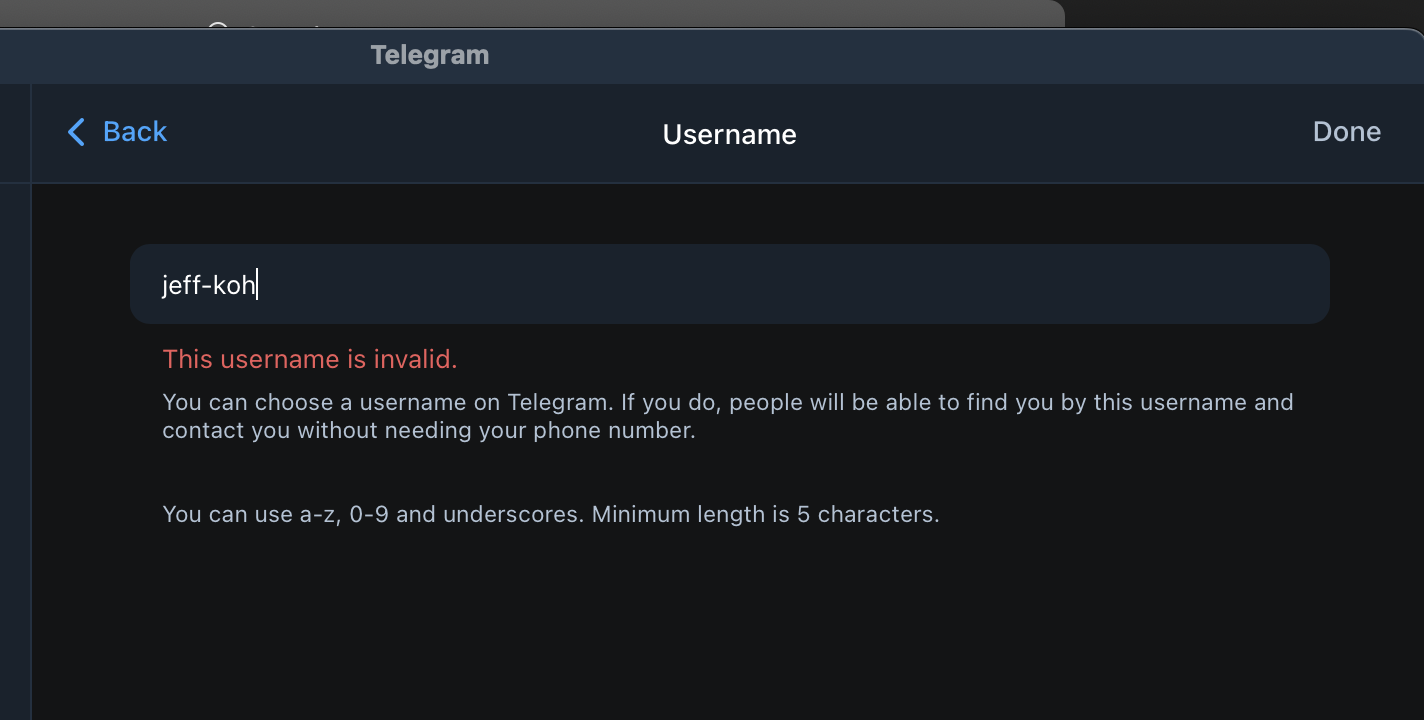 Telegram
Back
Username
Done
jeff-koh
This username is invalid.
You can choose a username on Telegram. If you do, people will be able to find you by this username and
contact you without needing your phone number.
You can use a-z, 0-9 and underscores. Minimum length is 5 characters.